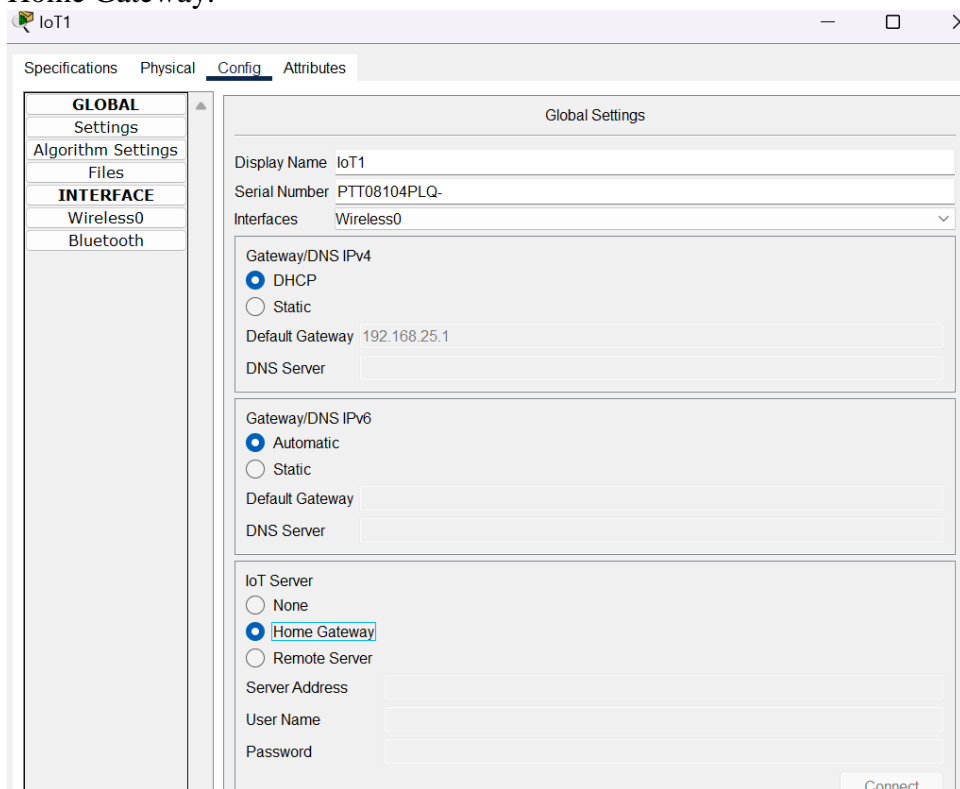 Home Gateway.
IoT1
Specifications Physical Config Attributes
GLOBAL
Settings
Algorithm Settings
Files
INTERFACE
Wireless0
Bluetooth
Global Settings
Display Name IoT1
Serial Number PTT08104PLQ-
Interfaces Wireless0
Gateway/DNS IPv4
DHCP
Static
Default Gateway 192.168.25.1
DNS Server
Gateway/DNS IPv6
Automatic
Static
Default Gateway
DNS Server
IoT Server
None
Home Gateway
Remote Server
Server Address
User Name
Password
Connect